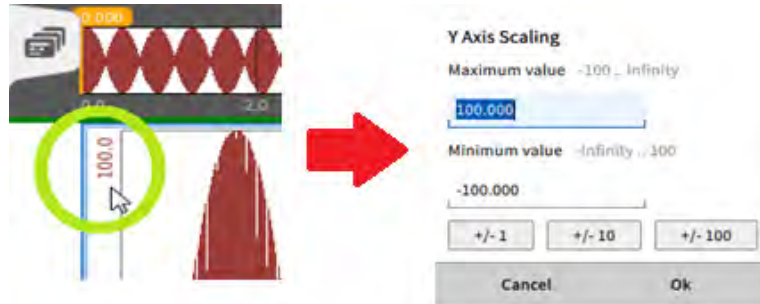 0.000
0.0
-2.0
100.0
Y Axis Scaling
Maximum value -100 .. Infinity
100.000
Minimum value -Infinity .. 100
-100.000
+/- 1 +/- 10 +/- 100
Cancel Ok